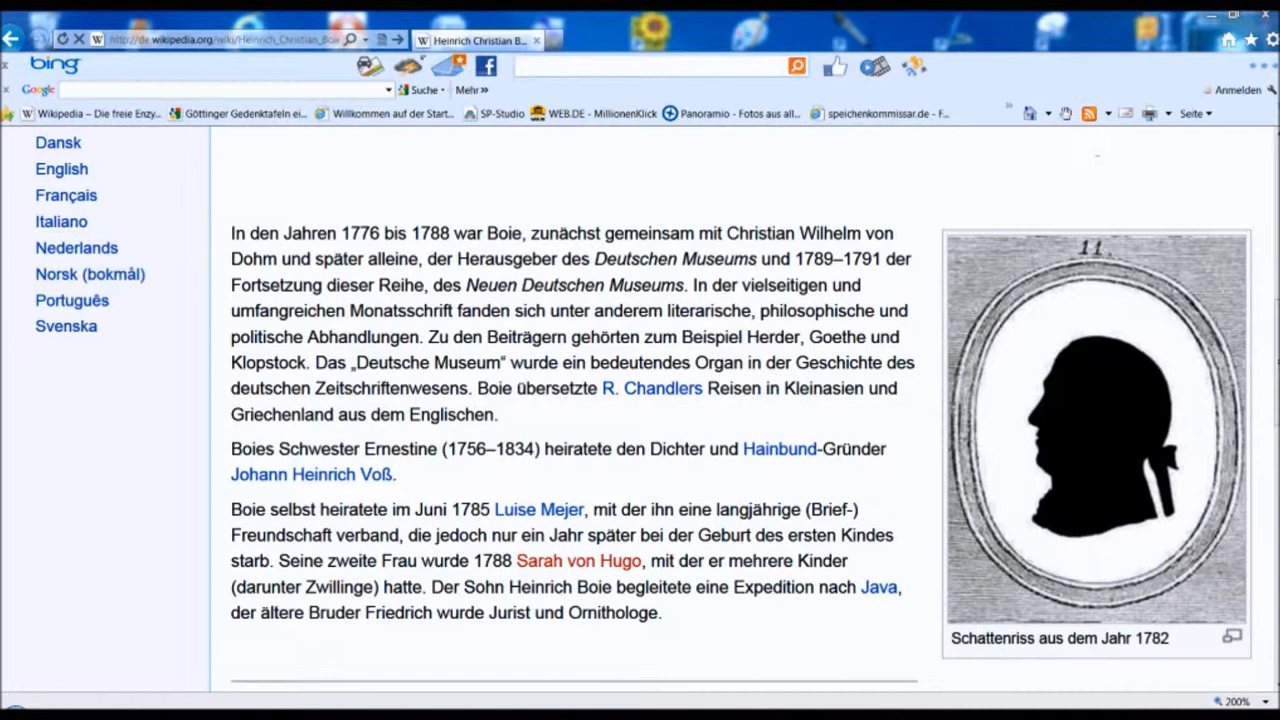 http://de.wikipedia.org/wiki/Heinrich_Christian_Boie
Heinrich Christian B...
bing
Google
Suche
Mehr »
Anmelden
Wikipedia – Die freie Enzy...
Göttinger Gedenktafeln ei...
Willkommen auf der Start...
SP-Studio
WEB.DE - MillionenKlick
Panoramio - Fotos aus all...
speichenkommissar.de - F...
Seite
Dansk
English
Français
Italiano
Nederlands
Norsk (bokmål)
Português
Svenska
In den Jahren 1776 bis 1788 war Boie, zunächst gemeinsam mit Christian Wilhelm von
Dohm und später alleine, der Herausgeber des Deutschen Museums und 1789–1791 der
Fortsetzung dieser Reihe, des Neuen Deutschen Museums. In der vielseitigen und
umfangreichen Monatsschrift fanden sich unter anderem literarische, philosophische und
politische Abhandlungen. Zu den Beiträgern gehörten zum Beispiel Herder, Goethe und
Klopstock. Das „Deutsche Museum“ wurde ein bedeutendes Organ in der Geschichte des
deutschen Zeitschriftenwesens. Boie übersetzte R. Chandlers Reisen in Kleinasien und
Griechenland aus dem Englischen.
Boies Schwester Ernestine (1756–1834) heiratete den Dichter und Hainbund-Gründer
Johann Heinrich Voß.
Boie selbst heiratete im Juni 1785 Luise Mejer, mit der ihn eine langjährige (Brief-)
Freundschaft verband, die jedoch nur ein Jahr später bei der Geburt des ersten Kindes
starb. Seine zweite Frau wurde 1788 Sarah von Hugo, mit der er mehrere Kinder
(darunter Zwillinge) hatte. Der Sohn Heinrich Boie begleitete eine Expedition nach Java,
der ältere Bruder Friedrich wurde Jurist und Ornithologe.
11.
Schattenriss aus dem Jahr 1782
200%